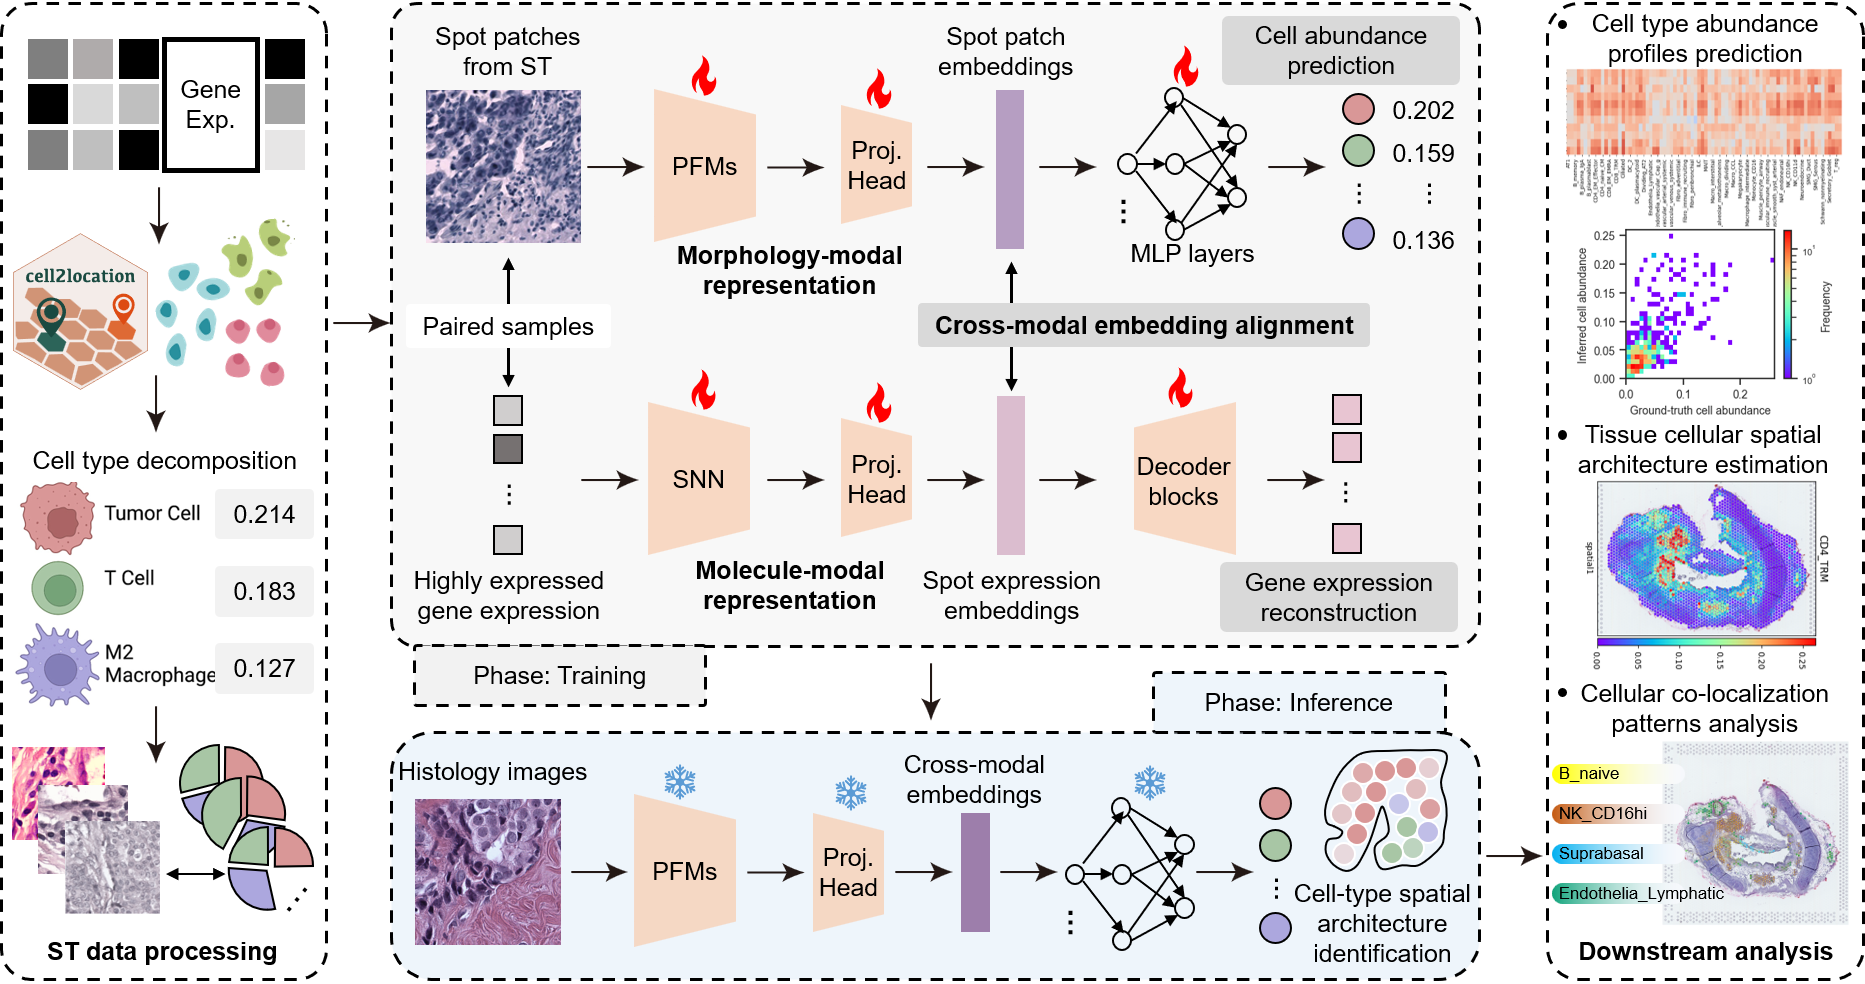 Gene
Exp.
cell2location
Cell type decomposition
Tumor Cell
0.214
T Cell
0.183
M2
Macrophage
0.127
ST data processing
Spot patches
from ST
PFMs
Proj.
Head
Spot patch
embeddings
MLP layers
Cell abundance
prediction
0.202
0.159
0.136
Morphology-modal
representation
Paired samples
Cross-modal embedding alignment
SNN
Proj.
Head
Decoder
blocks
Highly expressed
gene expression
Molecule-modal
representation
Spot expression
embeddings
Gene expression
reconstruction
Phase: Training
Phase: Inference
Histology images
PFMs
Proj.
Head
Cross-modal
embeddings
Cell-type spatial
architecture
identification
• Cell type abundance
profiles prediction
0.25
0.20
0.15
0.10
0.05
0.00
0.0 0.1 0.2
Inferred cell abundance
Ground-truth cell abundance
10¹
10⁰
Frequency
• Tissue cellular spatial
architecture estimation
spatial1
CD4_TRM
0.00 0.05 0.10 0.15 0.20 0.25
• Cellular co-localization
patterns analysis
B_naive
NK_CD16hi
Suprabasal
Endothelia_Lymphatic
Downstream analysis